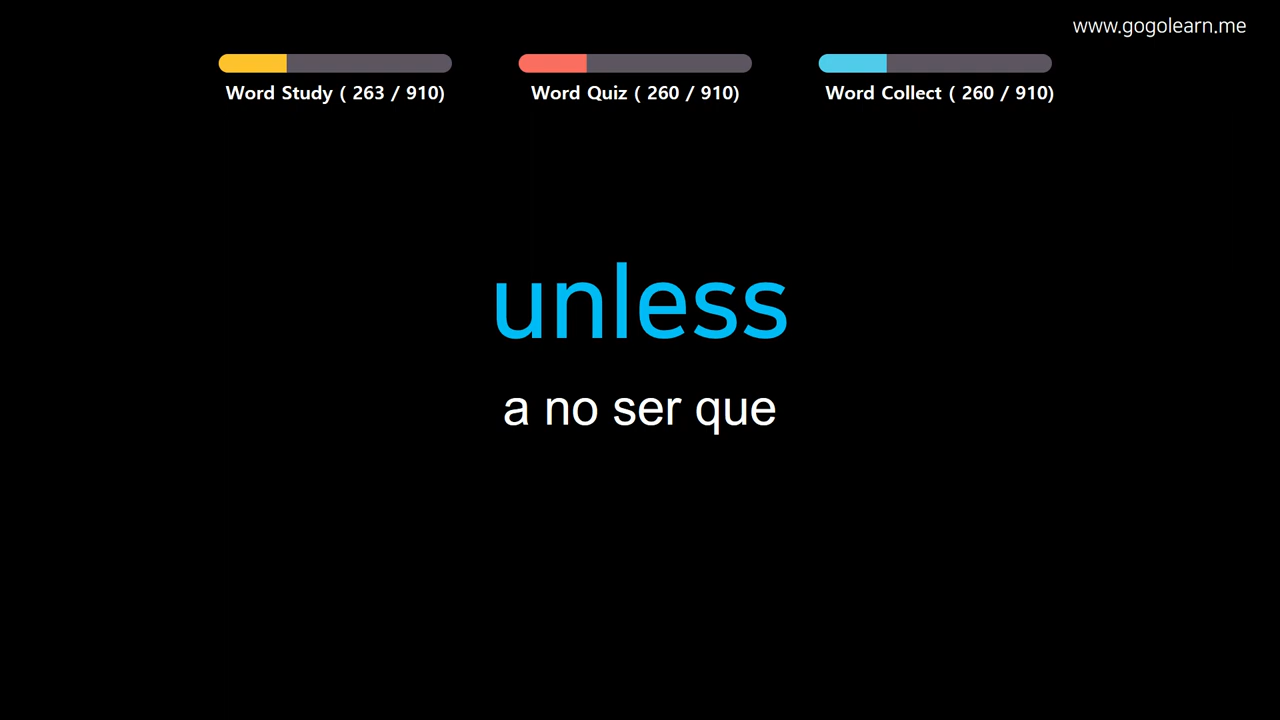 www.gogolearn.me
Word Study ( 263 / 910)
Word Quiz ( 260 / 910)
Word Collect ( 260 / 910)
unless
a no ser que